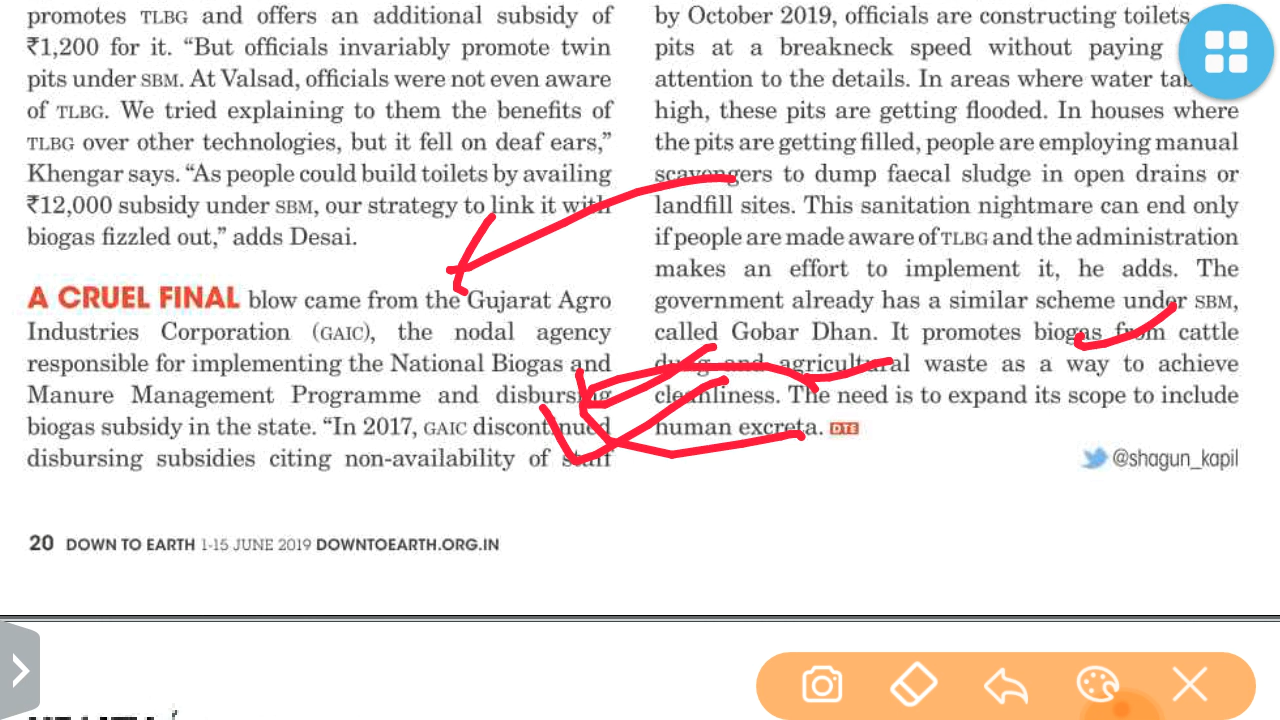 promotes TLBG and offers an additional subsidy of
₹1,200 for it. “But officials invariably promote twin
pits under SBM. At Valsad, officials were not even aware
of TLBG. We tried explaining to them the benefits of
TLBG over other technologies, but it fell on deaf ears,”
Khengar says. “As people could build toilets by availing
₹12,000 subsidy under SBM, our strategy to link it with
biogas fizzled out,” adds Desai.
A CRUEL FINAL blow came from the Gujarat Agro
Industries Corporation (GAIC), the nodal agency
responsible for implementing the National Biogas and
Manure Management Programme and disbursing
biogas subsidy in the state. “In 2017, GAIC discontinued
disbursing subsidies citing non-availability of staff
by October 2019, officials are constructing toilets
pits at a breakneck speed without paying
attention to the details. In areas where water
high, these pits are getting flooded. In houses where
the pits are getting filled, people are employing manual
scavengers to dump faecal sludge in open drains or
landfill sites. This sanitation nightmare can end only
if people are made aware of TLBG and the administration
makes an effort to implement it, he adds. The
government already has a similar scheme under SBM,
called Gobar Dhan. It promotes biogas from cattle
dung and agricultural waste as a way to achieve
cleanliness. The need is to expand its scope to include
human excreta. DTE
@shagun_kapil
20 DOWN TO EARTH 1-15 JUNE 2019 DOWNTOEARTH.ORG.IN